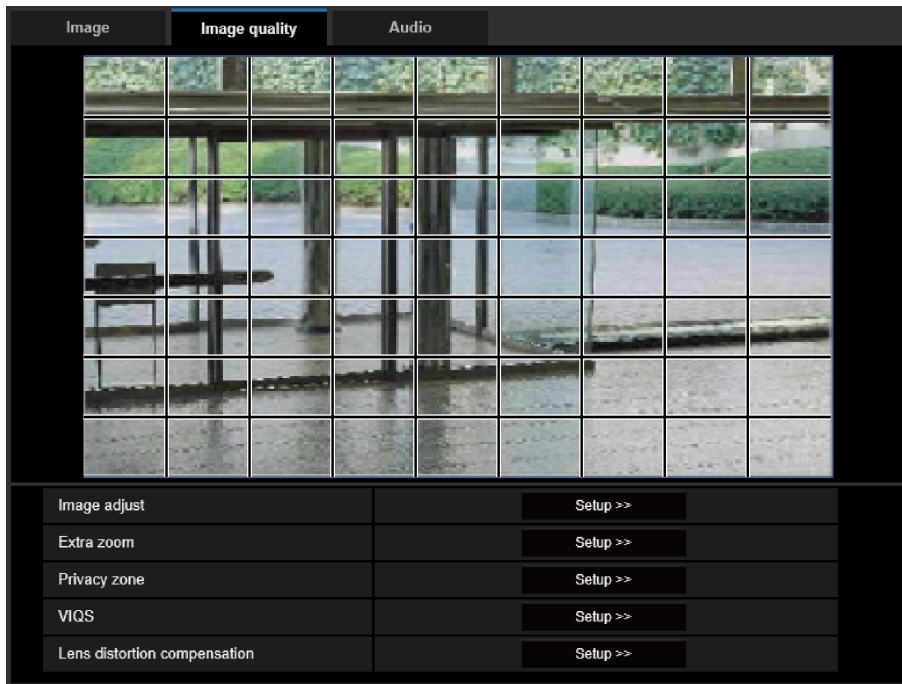 Image
Image quality
Audio
Image adjust
Setup >>
Extra zoom
Setup >>
Privacy zone
Setup >>
VIQS
Setup >>
Lens distortion compensation
Setup >>